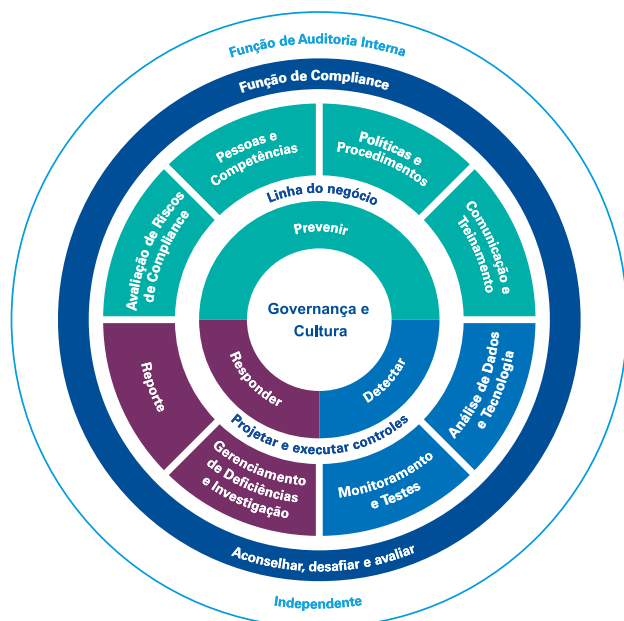 Função de Auditoria Interna
Função de Compliance
Pessoas e
Competências
Políticas e
Procedimentos
Avaliação de Riscos
de Compliance
Comunicação e
Treinamento
Linha do negócio
Prevenir
Governança e
Cultura
Responder
Detectar
Projetar e executar controles
Reporte
Análise de Dados
e Tecnologia
Gerenciamento
de Deficiências
e Investigação
Monitoramento
e Testes
Aconselhar, desafiar e avaliar
Independente